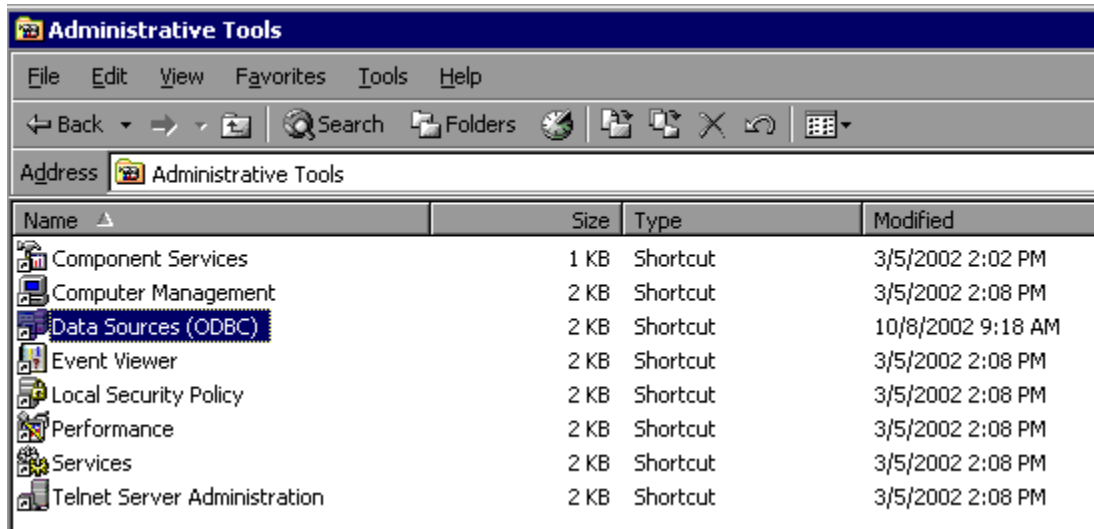 Administrative Tools
File Edit View Favorites Tools Help
Back Search Folders
Address Administrative Tools
Name Size Type Modified
Component Services 1 KB Shortcut 3/5/2002 2:02 PM
Computer Management 2 KB Shortcut 3/5/2002 2:08 PM
Data Sources (ODBC) 2 KB Shortcut 10/8/2002 9:18 AM
Event Viewer 2 KB Shortcut 3/5/2002 2:08 PM
Local Security Policy 2 KB Shortcut 3/5/2002 2:08 PM
Performance 2 KB Shortcut 3/5/2002 2:08 PM
Services 2 KB Shortcut 3/5/2002 2:08 PM
Telnet Server Administration 2 KB Shortcut 3/5/2002 2:08 PM